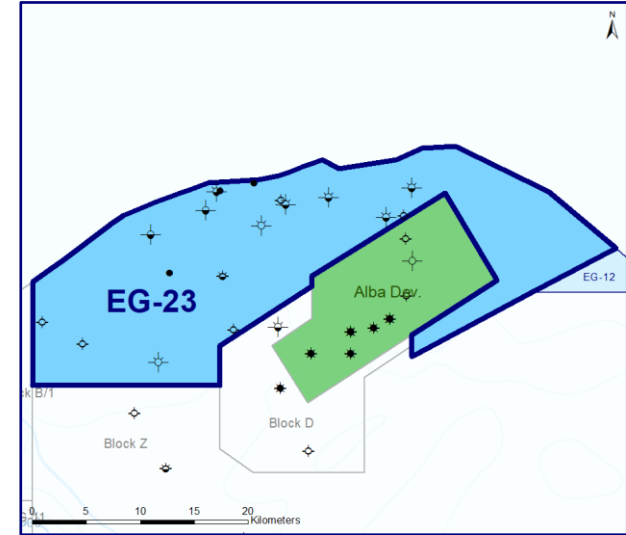 N
EG-23
Alba Dev.
EG-12
Block D
Block Z
0 5 10 15 20
Kilometers